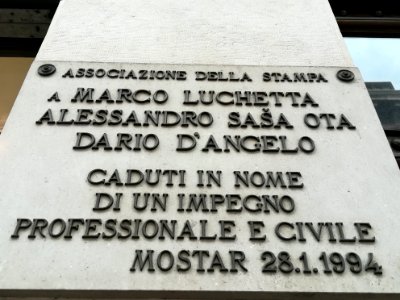 ASSOCIAZIONE DELLA STAMPA
A MARCO LUCHETTA
ALESSANDRO SAŠA OTA
DARIO D'ANGELO
CADUTI IN NOME
DI UN IMPEGNO
PROFESSIONALE E CIVILE
MOSTAR 28.1.1994